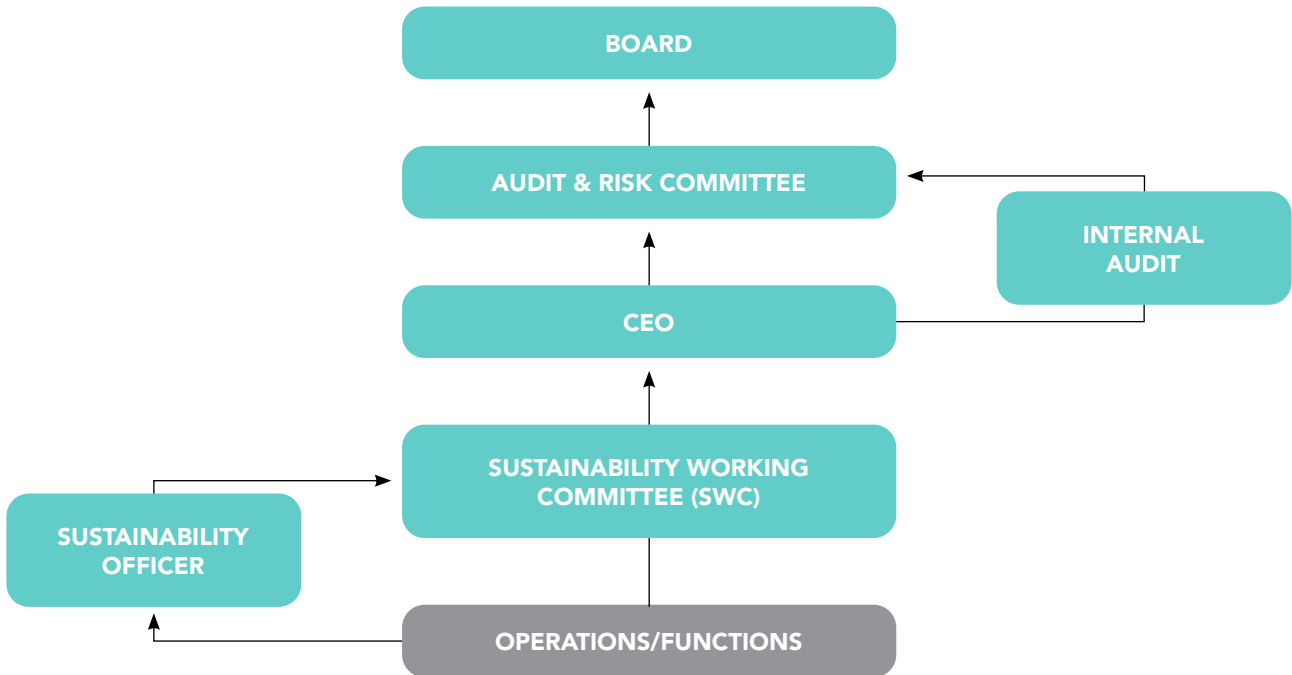 BOARD
AUDIT & RISK COMMITTEE
INTERNAL
AUDIT
CEO
SUSTAINABILITY WORKING
COMMITTEE (SWC)
SUSTAINABILITY
OFFICER
OPERATIONS/FUNCTIONS